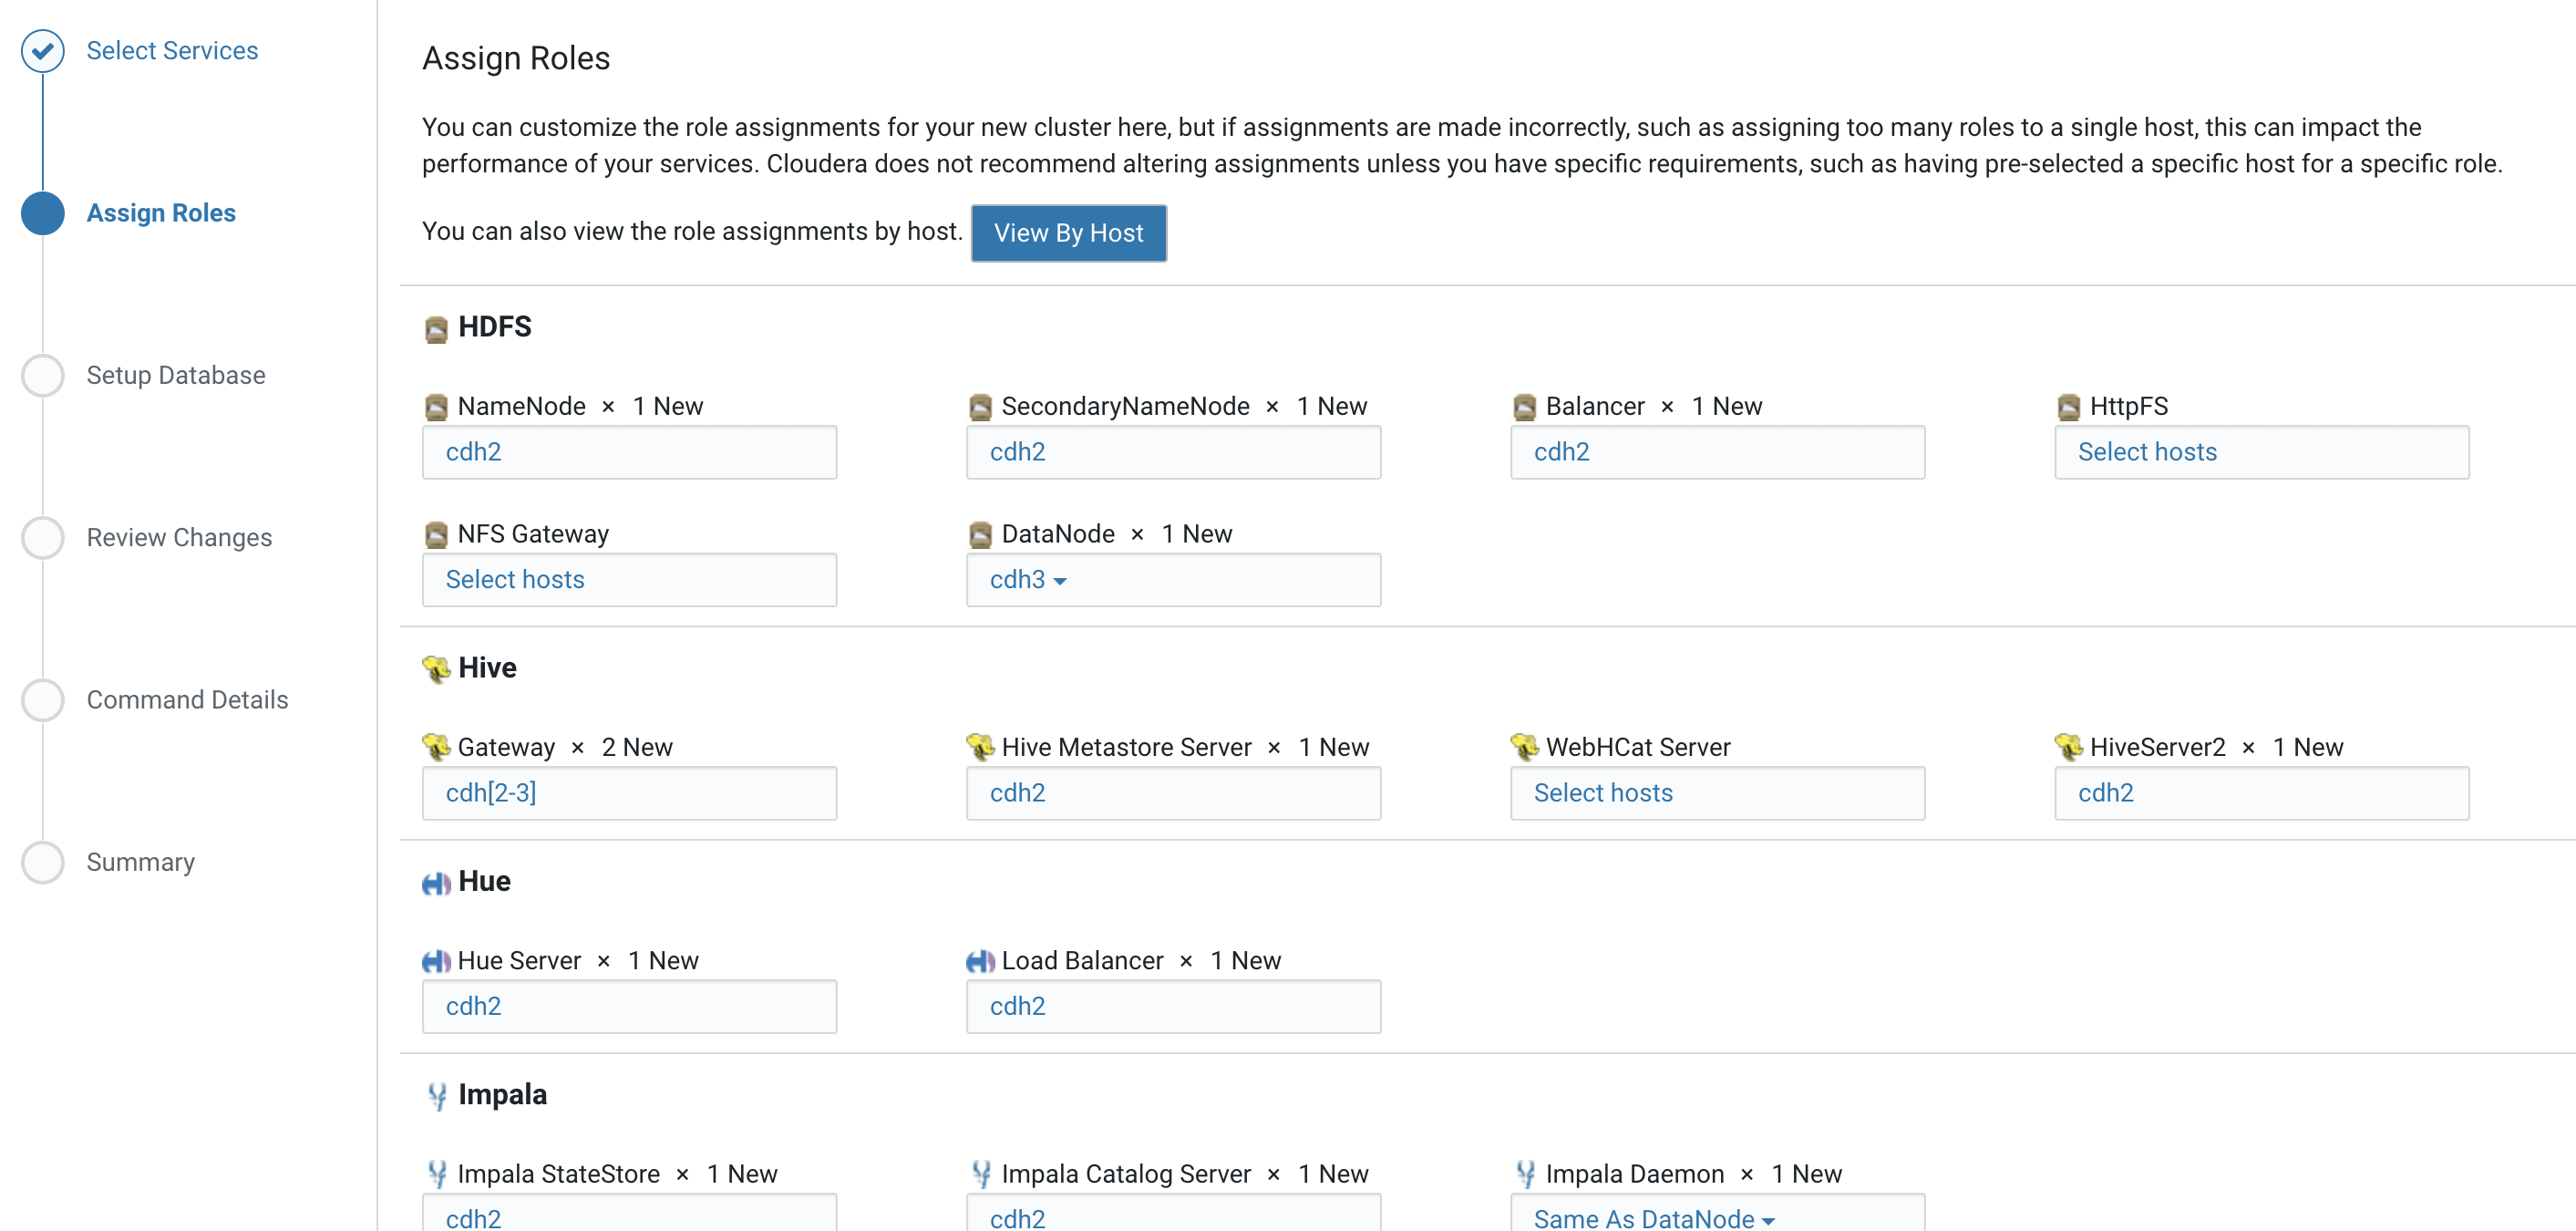 Select Services
Assign Roles
Setup Database
Review Changes
Command Details
Summary
Assign Roles
You can customize the role assignments for your new cluster here, but if assignments are made incorrectly, such as assigning too many roles to a single host, this can impact the
performance of your services. Cloudera does not recommend altering assignments unless you have specific requirements, such as having pre-selected a specific host for a specific role.
You can also view the role assignments by host. View By Host
HDFS
NameNode × 1 New SecondaryNameNode × 1 New Balancer × 1 New HttpFS
cdh2 cdh2 cdh2 Select hosts
NFS Gateway DataNode × 1 New
Select hosts cdh3
Hive
Gateway × 2 New Hive Metastore Server × 1 New WebHCat Server HiveServer2 × 1 New
cdh[2-3] cdh2 Select hosts cdh2
Hue
Hue Server × 1 New Load Balancer × 1 New
cdh2 cdh2
Impala
Impala StateStore × 1 New Impala Catalog Server × 1 New Impala Daemon × 1 New
cdh2 cdh2 Same As DataNode